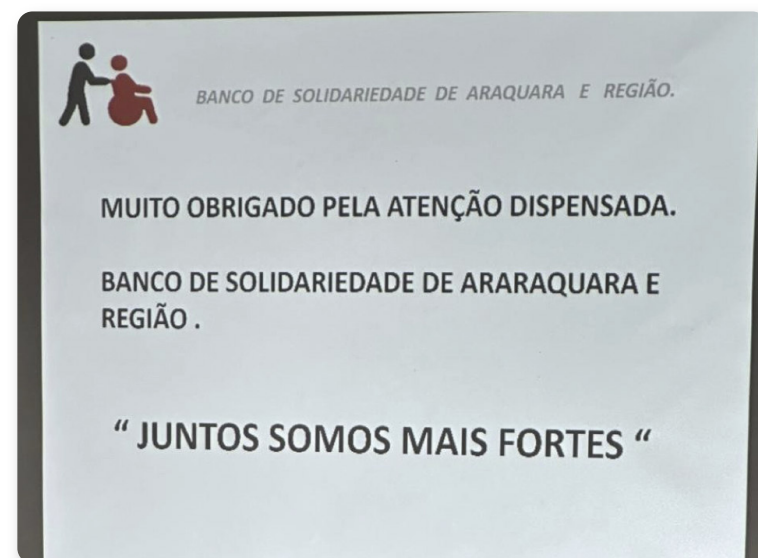 BANCO DE SOLIDARIEDADE DE ARAQUARA E REGIÃO.
MUITO OBRIGADO PELA ATENÇÃO DISPENSADA.
BANCO DE SOLIDARIEDADE DE ARARAQUARA E
REGIÃO .
“ JUNTOS SOMOS MAIS FORTES “